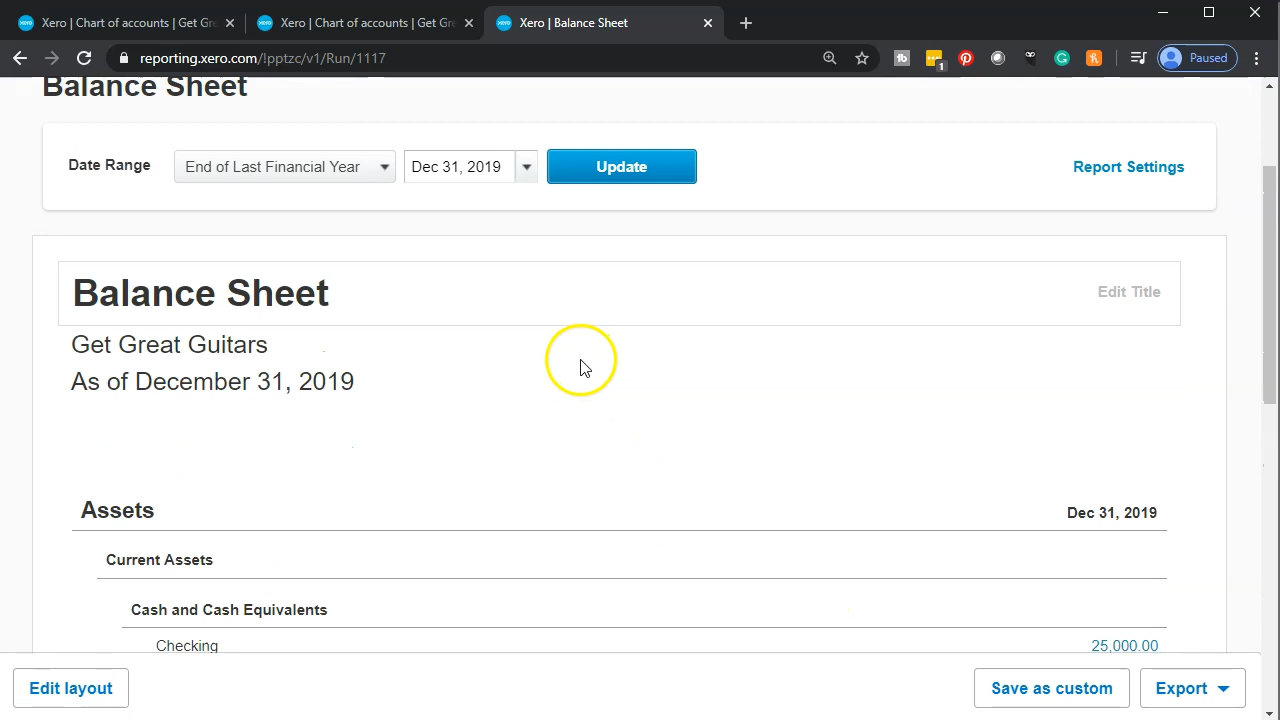 Xero | Chart of accounts | Get Gre
Xero | Chart of accounts | Get Gre
Xero | Balance Sheet
reporting.xero.com/!pptzc/v1/Run/1117
1
Paused
Balance Sheet
Date Range
End of Last Financial Year
Dec 31, 2019
Update
Report Settings
Balance Sheet
Edit Title
Get Great Guitars
As of December 31, 2019
Assets
Dec 31, 2019
Current Assets
Cash and Cash Equivalents
Checking
25,000.00
Edit layout
Save as custom
Export